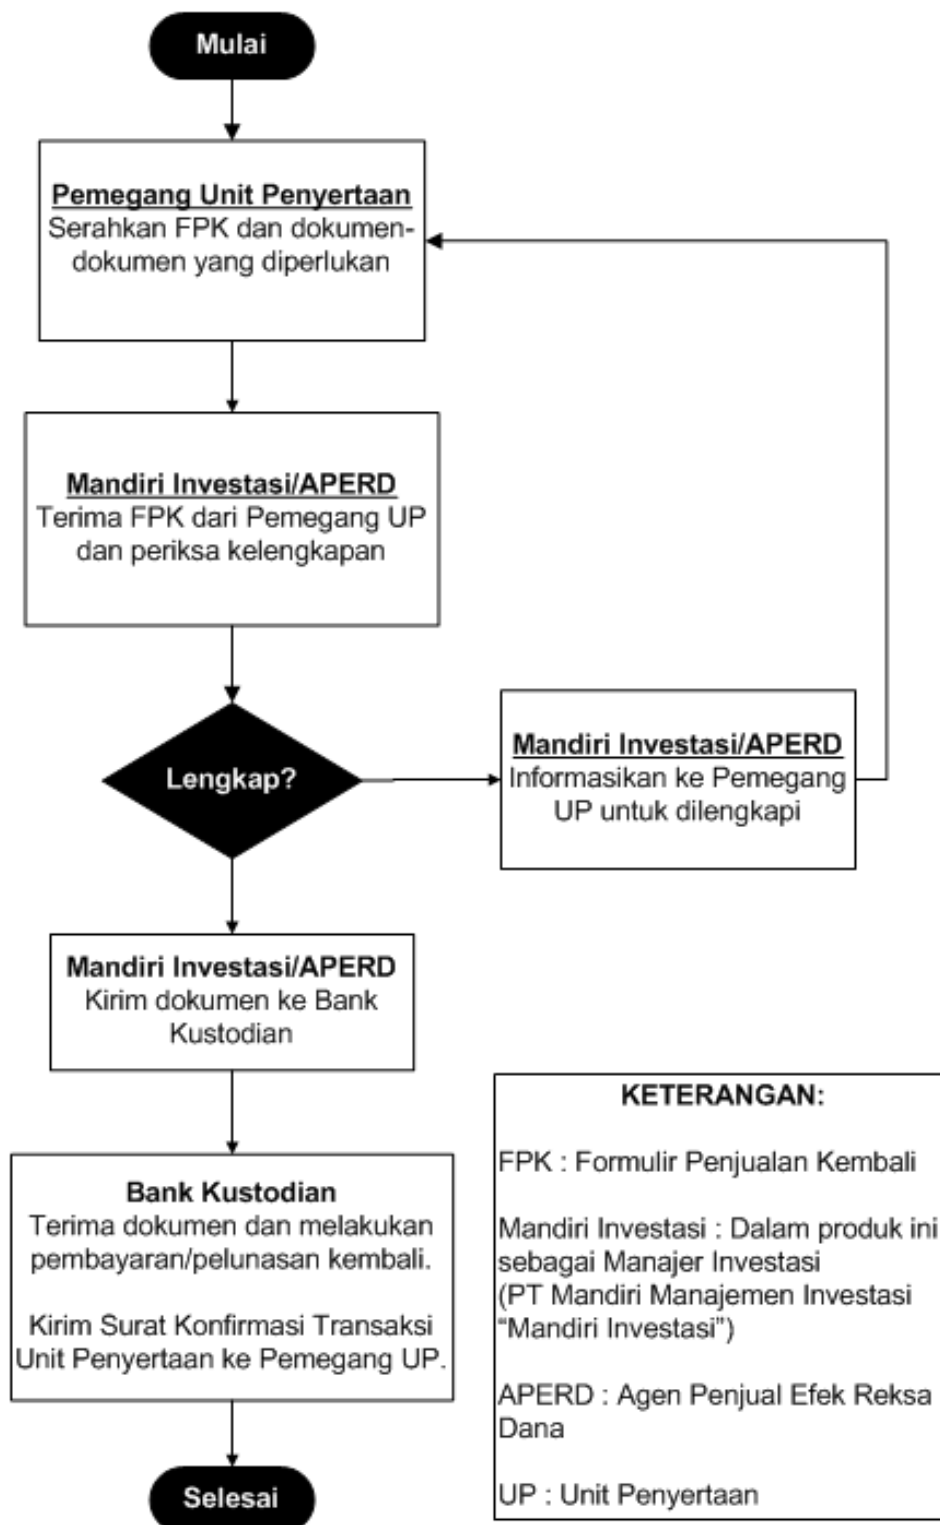 Mulai
Pemegang Unit Penyertaan
Serahkan FPK dan dokumen-
dokumen yang diperlukan
Mandiri Investasi/APERD
Terima FPK dari Pemegang UP
dan periksa kelengkapan
Lengkap?
Mandiri Investasi/APERD
Informasikan ke Pemegang
UP untuk dilengkapi
Mandiri Investasi/APERD
Kirim dokumen ke Bank
Kustodian
Bank Kustodian
Terima dokumen dan melakukan
pembayaran/pelunasan kembali.
Kirim Surat Konfirmasi Transaksi
Unit Penyertaan ke Pemegang UP.
Selesai
KETERANGAN:
FPK : Formulir Penjualan Kembali
Mandiri Investasi : Dalam produk ini
sebagai Manajer Investasi
(PT Mandiri Manajemen Investasi
“Mandiri Investasi”)
APERD : Agen Penjual Efek Reksa
Dana
UP : Unit Penyertaan